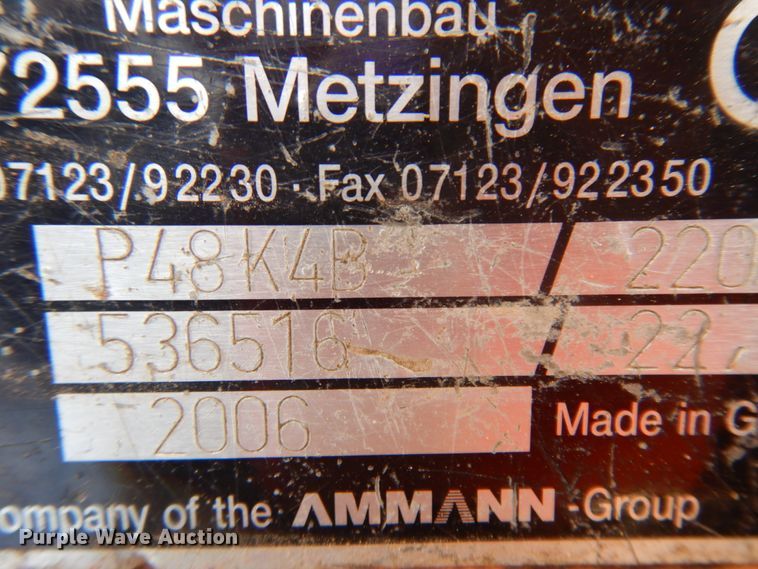 Maschinenbau
72555 Metzingen
07123/92230 · Fax 07123/922350
P48K4B / 220
536516 / 22,
2006 Made in G
ompany of the AMMANN -Group
Purple Wave Auction